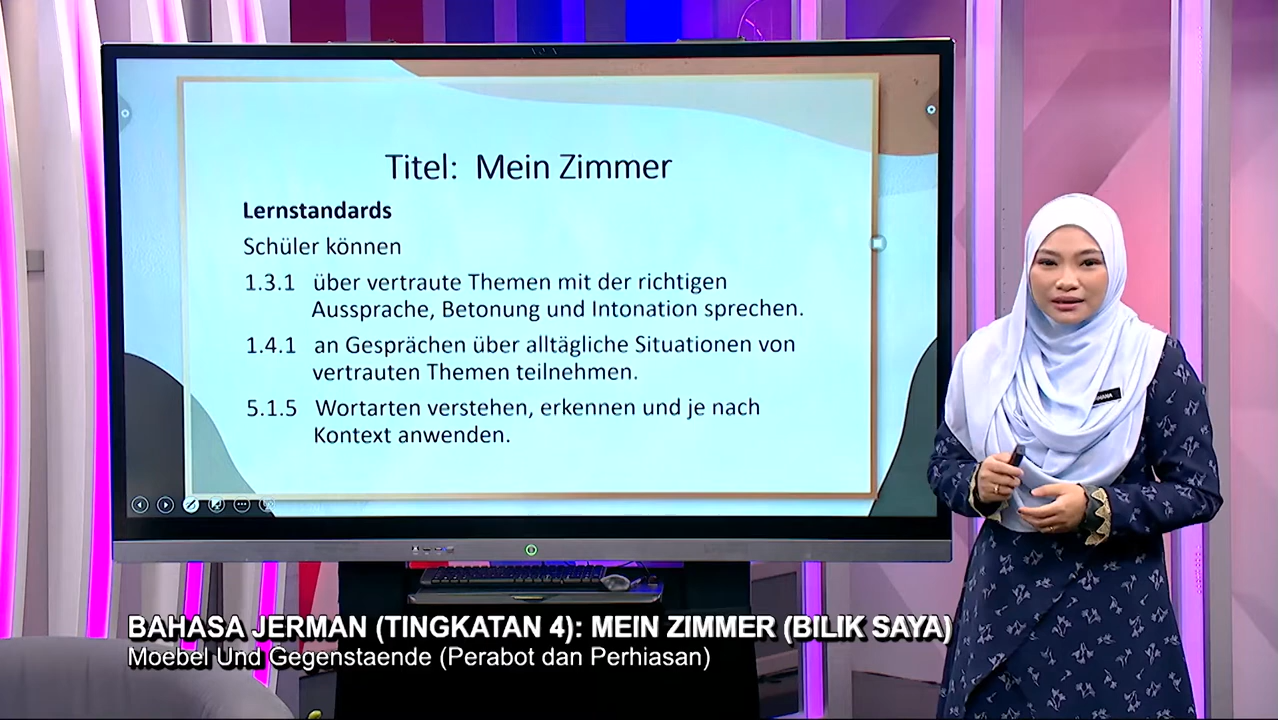 Titel: Mein Zimmer
Lernstandards
Schüler können
1.3.1 über vertraute Themen mit der richtigen
Aussprache, Betonung und Intonation sprechen.
1.4.1 an Gesprächen über alltägliche Situationen von
vertrauten Themen teilnehmen.
5.1.5 Wortarten verstehen, erkennen und je nach
Kontext anwenden.
BAHASA JERMAN (TINGKATAN 4): MEIN ZIMMER (BILIK SAYA)
Moebel Und Gegenstaende (Perabot dan Perhiasan)